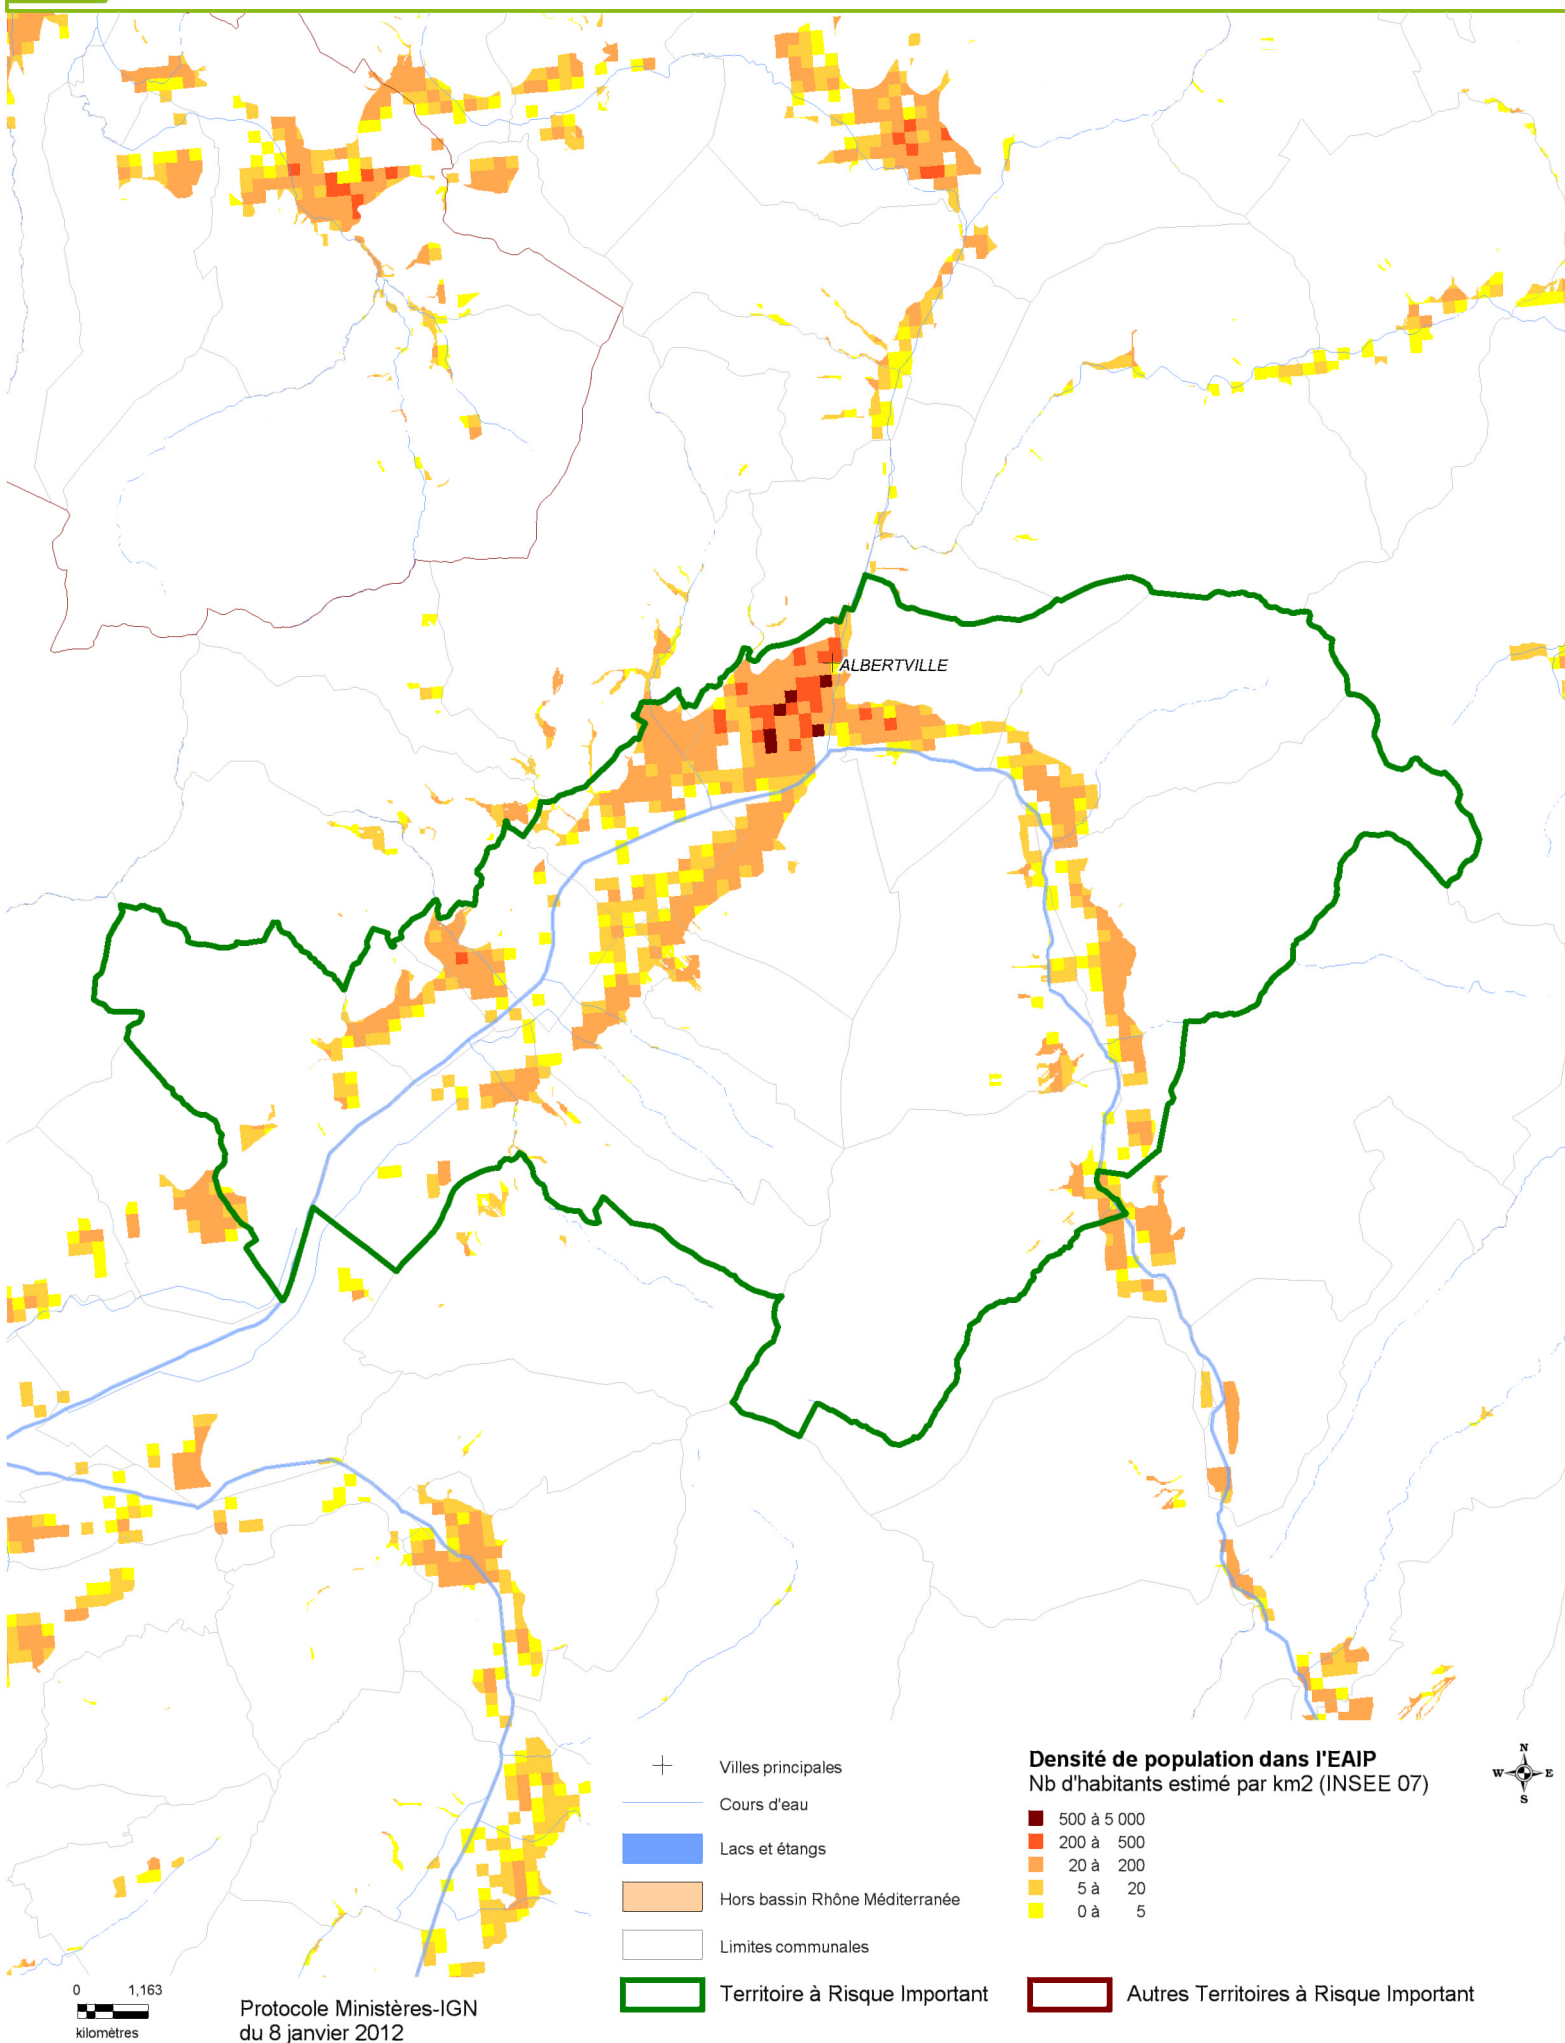 ALBERTVILLE
Villes principales
Cours d'eau
Lacs et étangs
Hors bassin Rhône Méditerranée
Limites communales
Territoire à Risque Important
Densité de population dans l'EAIP
Nb d'habitants estimé par km2 (INSEE 07)
500 à 5 000
200 à 500
20 à 200
5 à 20
0 à 5
Autres Territoires à Risque Important
N
W E
S
0 1,163
kilomètres
Protocole Ministères-IGN
du 8 janvier 2012